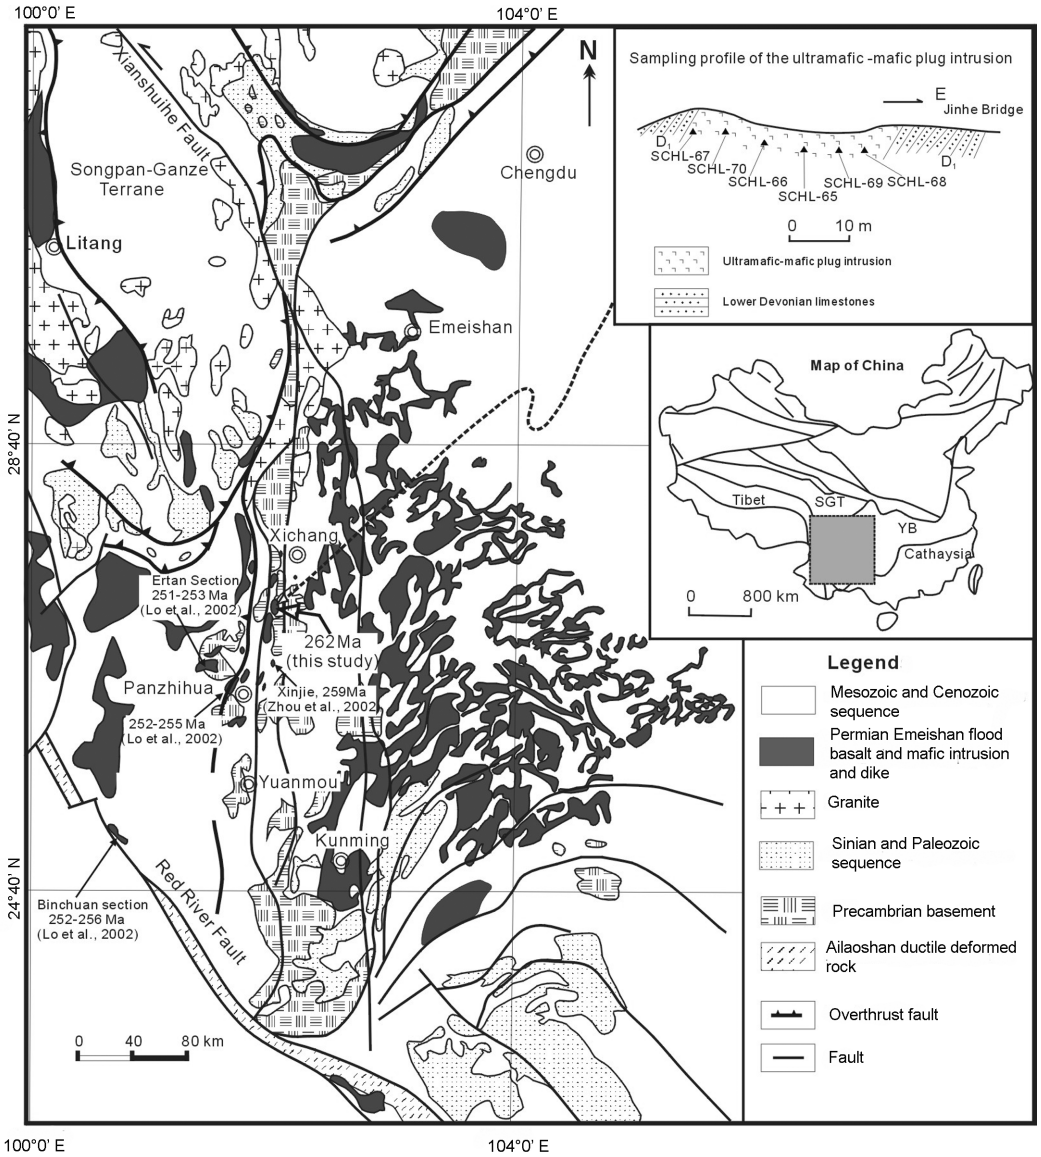 100°0' E
104°0' E
N
Xianshuihe Fault
Songpan-Ganze
Terrane
Litang
Chengdu
Emeishan
28°40' N
Xichang
Ertan Section
251-253 Ma
(Lo et al., 2002)
262Ma
(this study)
Panzhihua
Xinjie, 259Ma
(Zhou et al., 2002
252-255 Ma
(Lo et al., 2002)
Yuanmou
Kunming
24°40' N
Binchuan section
252-256 Ma
(Lo et al., 2002)
Red River Fault
0 40 80 km
100°0' E
104°0' E
Sampling profile of the ultramafic -mafic plug intrusion
E
Jinhe Bridge
D1
SCHL-67
SCHL-70
SCHL-66
SCHL-65
SCHL-69
SCHL-68
D1
0 10 m
Ultramafic-mafic plug intrusion
Lower Devonian limestones
Map of China
Tibet
SGT
YB
Cathaysia
0 800 km
Legend
Mesozoic and Cenozoic
sequence
Permian Emeishan flood
basalt and mafic intrusion
and dike
Granite
Sinian and Paleozoic
sequence
Precambrian basement
Ailaoshan ductile deformed
rock
Overthrust fault
Fault